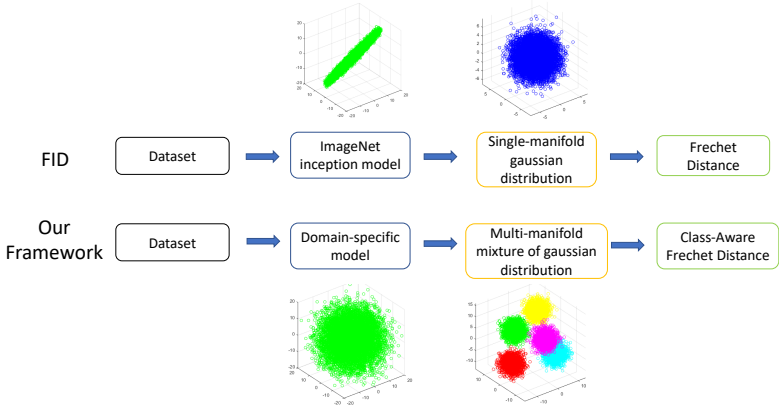 FID
Dataset
ImageNet
inception model
Single-manifold
gaussian
distribution
Frechet
Distance
Our
Framework
Dataset
Domain-specific
model
Multi-manifold
mixture of gaussian
distribution
Class-Aware
Frechet Distance